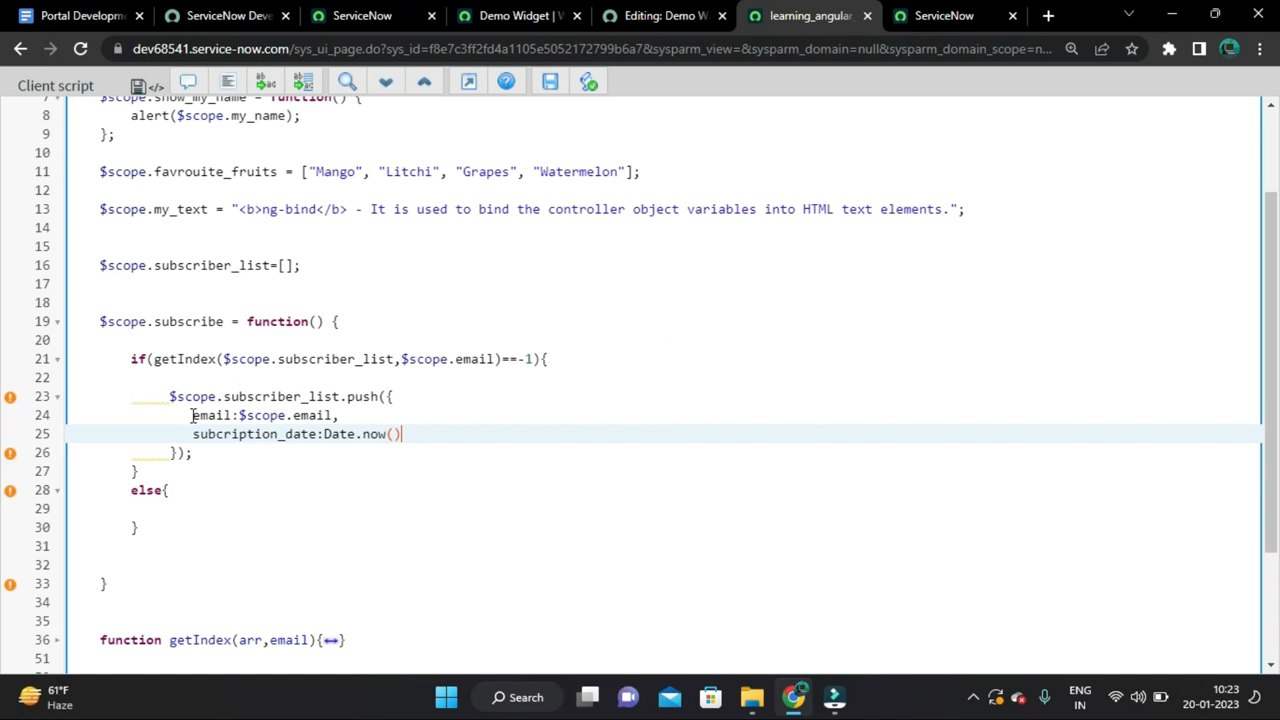 Portal Developm
ServiceNow Deve
ServiceNow
Demo Widget | W
Editing: Demo W
learning_angular
ServiceNow
dev68541.service-now.com/sys_ui_page.do?sys_id=f8e7c3ff2fd4a1105e5052172799b6a7&sysparm_view=&sysparm_domain=null&sysparm_domain_scope=n...
Client script
7 $scope.show_my_name = function() {
8 alert($scope.my_name);
9 };
10
11 $scope.favrouite_fruits = ["Mango", "Litchi", "Grapes", "Watermelon"];
12
13 $scope.my_text = "<b>ng-bind</b> - It is used to bind the controller object variables into HTML text elements.";
14
15
16 $scope.subscriber_list=[];
17
18
19 $scope.subscribe = function() {
20
21 if(getIndex($scope.subscriber_list,$scope.email)==-1){
22
23 $scope.subscriber_list.push({
24 email:$scope.email,
25 subcription_date:Date.now()
26 });
27 }
28 else{
29
30 }
31
32
33 }
34
35
36 function getIndex(arr,email){↔}
51
61°F
Haze
Search
ENG
IN
10:23
20-01-2023